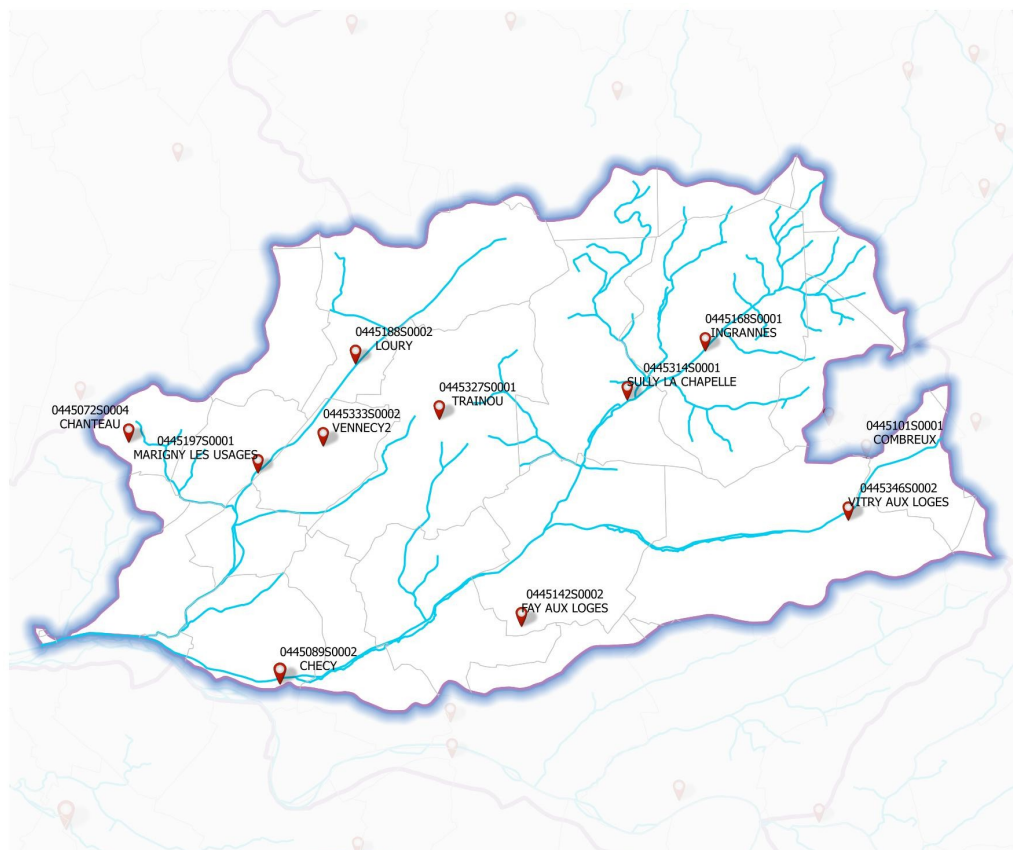 0445168S0001
INGRANNES
0445188S0002
LOURY
0445314S0001
SULLY LA CHAPELLE
0445327S0001
TRAINOU
0445072S0004
CHANTEAU
0445333S0002
VENNECY2
0445101S0001
COMBREUX
0445197S0001
MARIGNY LES USAGES
0445346S0002
VITRY AUX LOGES
0445142S0002
FAY AUX LOGES
0445089S0002
CHECY